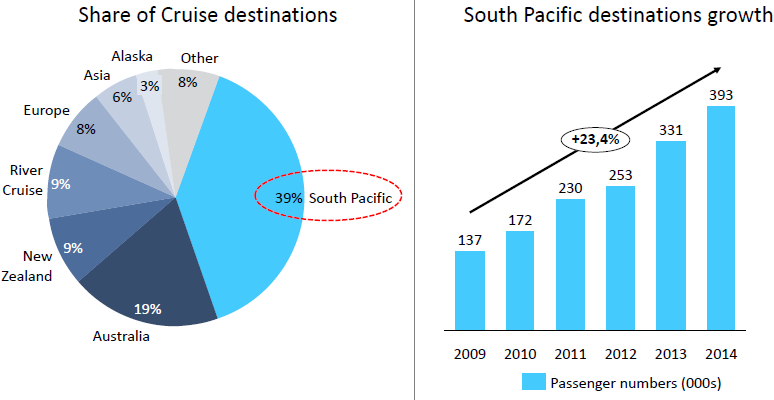 Share of Cruise destinations
Alaska
Other
Asia
3%
8%
6%
Europe
8%
River
Cruise
9%
39% South Pacific
New
Zealand
9%
19%
Australia
South Pacific destinations growth
+23,4%
393
331
253
230
172
137
2009 2010 2011 2012 2013 2014
Passenger numbers (000s)